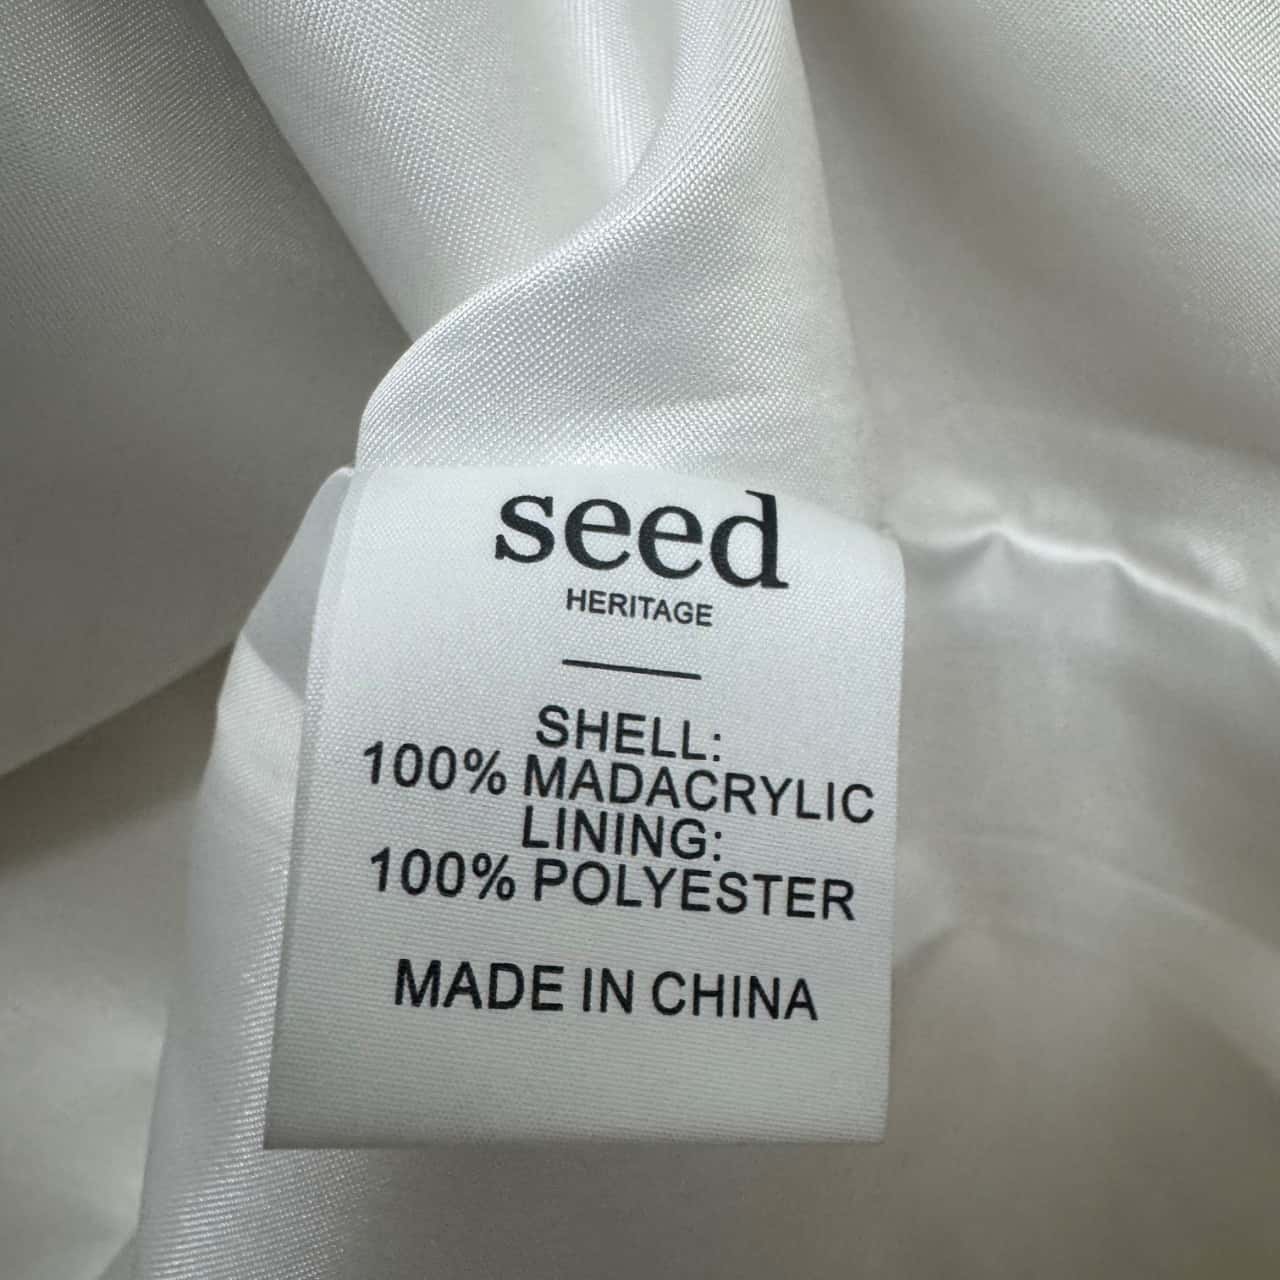 seed
HERITAGE
SHELL:
100% MADACRYLIC
LINING:
100% POLYESTER
MADE IN CHINA